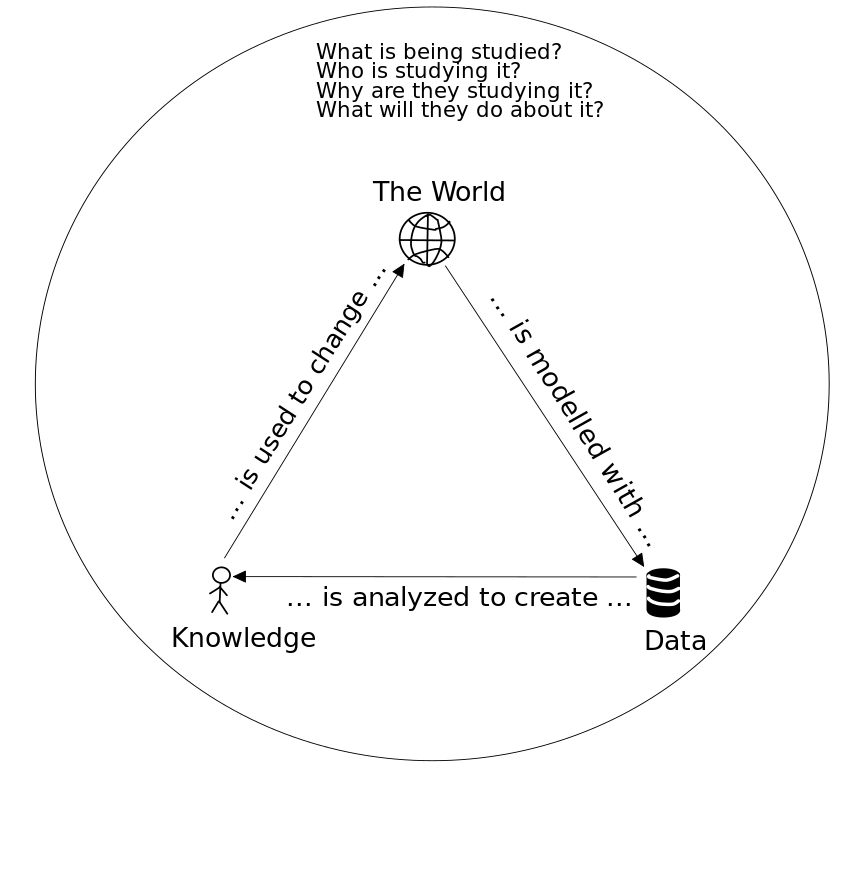 What is being studied?
Who is studying it?
Why are they studying it?
What will they do about it?
The World
... is used to change ...
... is modelled with ...
... is analyzed to create ...
Knowledge
Data